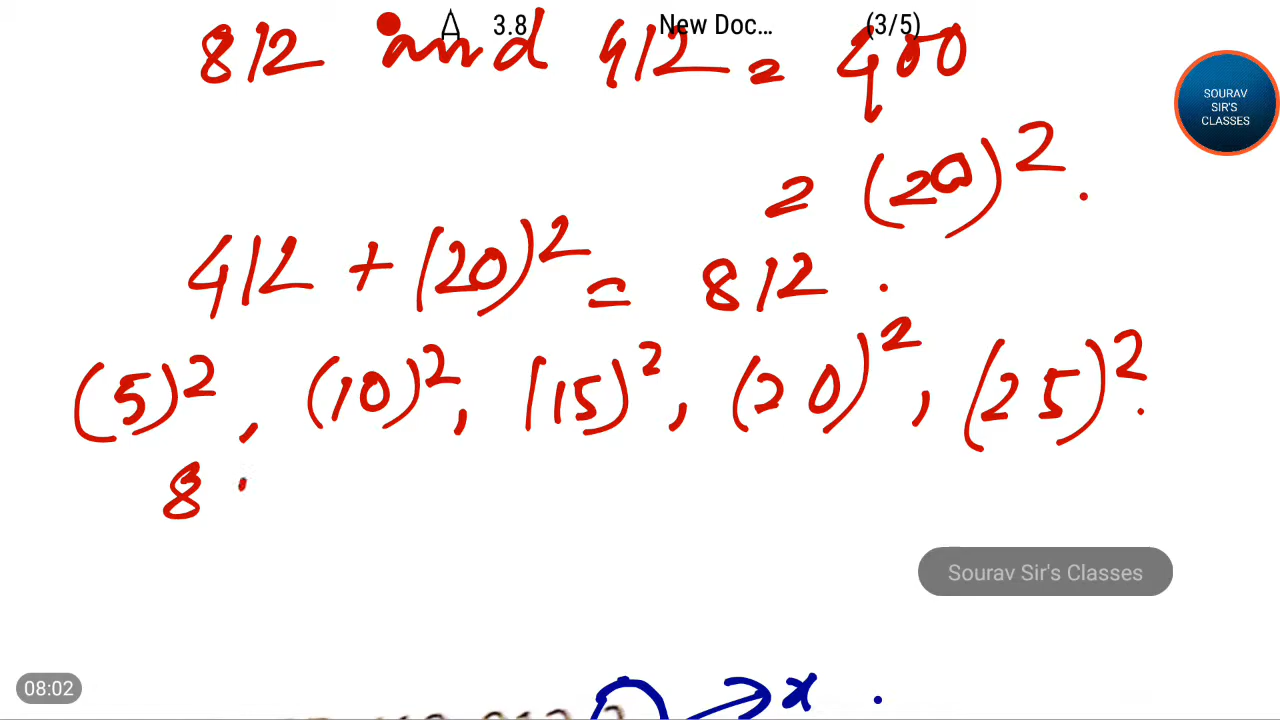 A 3.8 New Doc... (3/5)
812 and 412 = 400
SOURAV
SIR'S
CLASSES
= (20)².
412 + (20)² = 812.
(5)², (10)², (15)², (20)², (25)².
8
Sourav Sir's Classes
08:02
x.